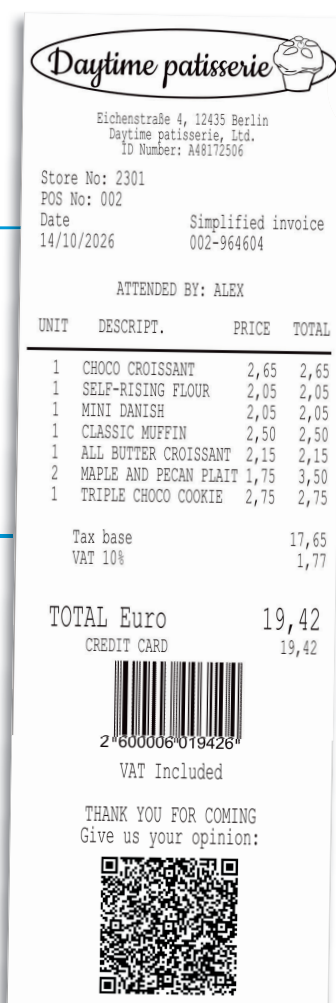 Daytime patisserie
Eichenstraße 4, 12435 Berlin
Daytime patisserie, Ltd.
ID Number: A48172506
Store No: 2301
POS No: 002
Date Simplified invoice
14/10/2026 002-964604
ATTENDED BY: ALEX
UNIT DESCRIPT. PRICE TOTAL
1 CHOCO CROISSANT 2,65 2,65
1 SELF-RISING FLOUR 2,05 2,05
1 MINI DANISH 2,05 2,05
1 CLASSIC MUFFIN 2,50 2,50
1 ALL BUTTER CROISSANT 2,15 2,15
2 MAPLE AND PECAN PLAIT 1,75 3,50
1 TRIPLE CHOCO COOKIE 2,75 2,75
Tax base 17,65
VAT 10% 1,77
TOTAL Euro 19,42
CREDIT CARD 19,42
2"600006"019426"
VAT Included
THANK YOU FOR COMING
Give us your opinion: